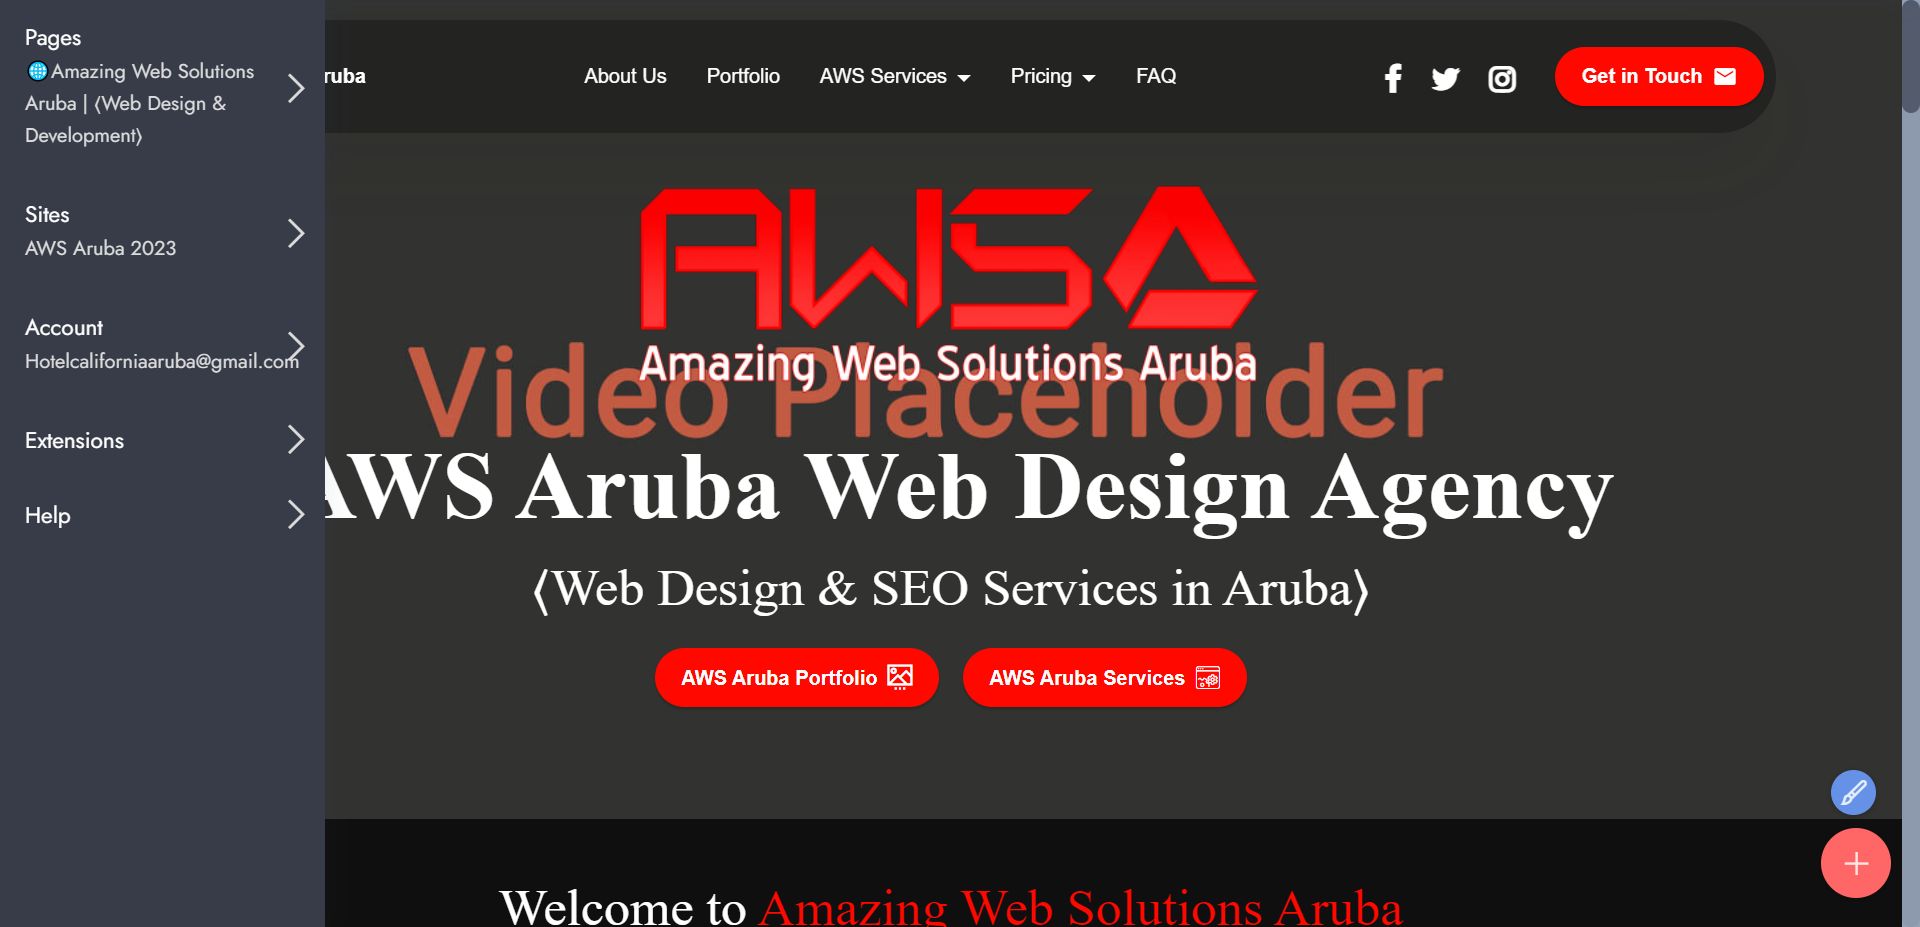 Pages
Amazing Web Solutions
Aruba | ⟨Web Design &
Development⟩
Sites
AWS Aruba 2023
Account
Hotelcaliforniaaruba@gmail.com
Extensions
Help
ruba
About Us
Portfolio
AWS Services
Pricing
FAQ
Get in Touch
AWSA
Amazing Web Solutions Aruba
Video Placeholder
AWS Aruba Web Design Agency
⟨Web Design & SEO Services in Aruba⟩
AWS Aruba Portfolio
AWS Aruba Services
Welcome to Amazing Web Solutions Aruba